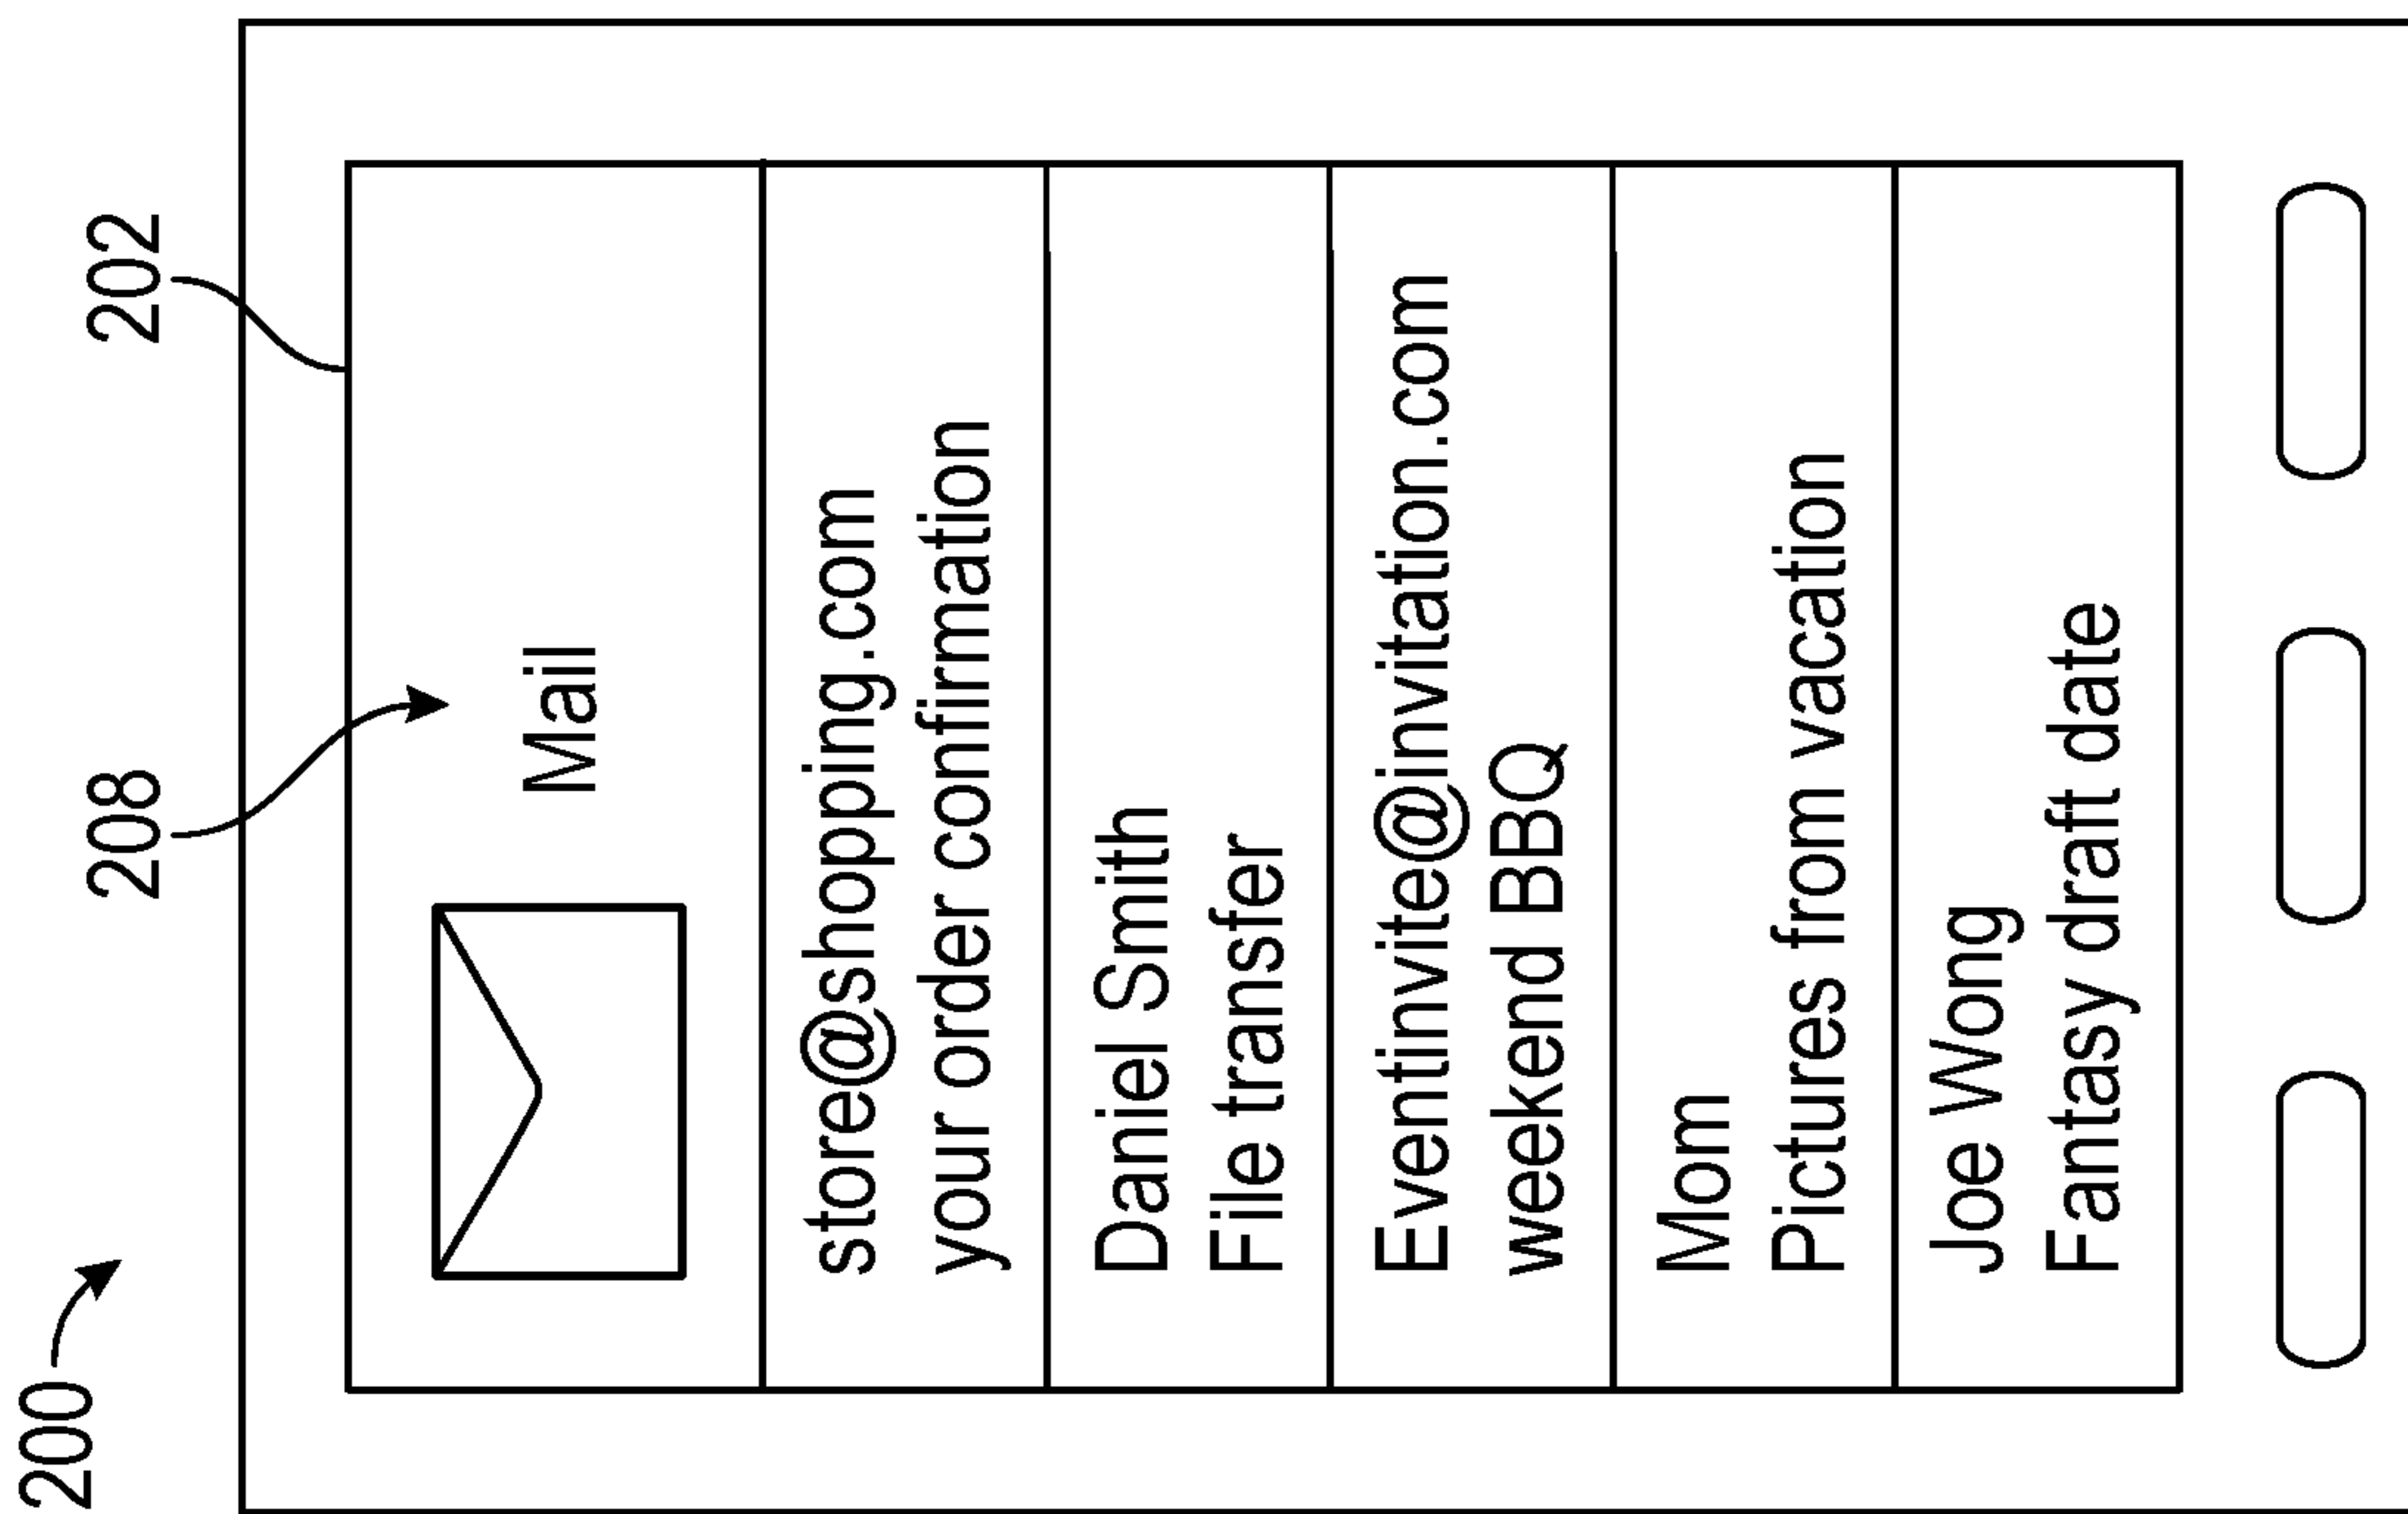 200
208
202
Mail
store@shopping.com
your order confirmation
Daniel Smith
File transfer
Eventinvite@invitation.com
weekend BBQ
Mom
Pictures from vacation
Joe Wong
Fantasy draft date